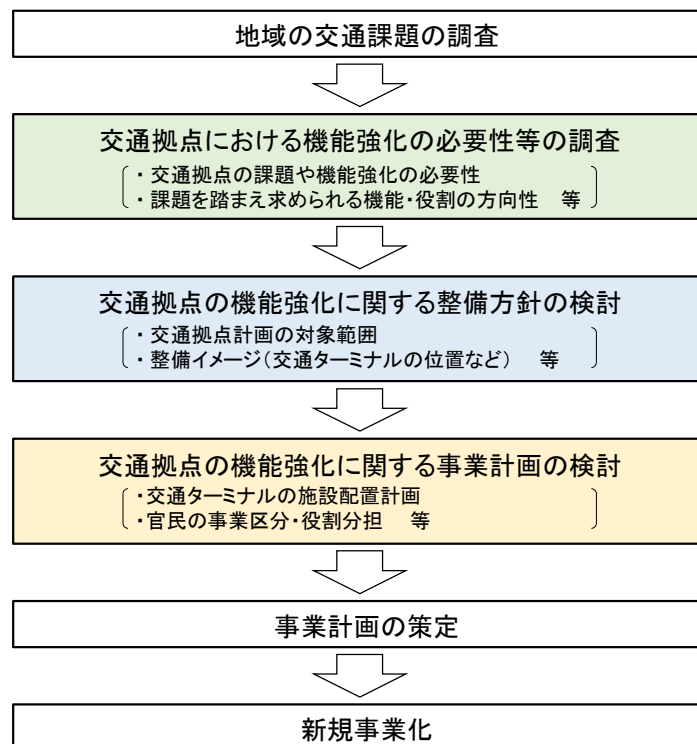 地域の交通課題の調査
交通拠点における機能強化の必要性等の調査
・交通拠点の課題や機能強化の必要性
・課題を踏まえ求められる機能・役割の方向性　等
交通拠点の機能強化に関する整備方針の検討
・交通拠点計画の対象範囲
・整備イメージ（交通ターミナルの位置など）　等
交通拠点の機能強化に関する事業計画の検討
・交通ターミナルの施設配置計画
・官民の事業区分・役割分担　等
事業計画の策定
新規事業化